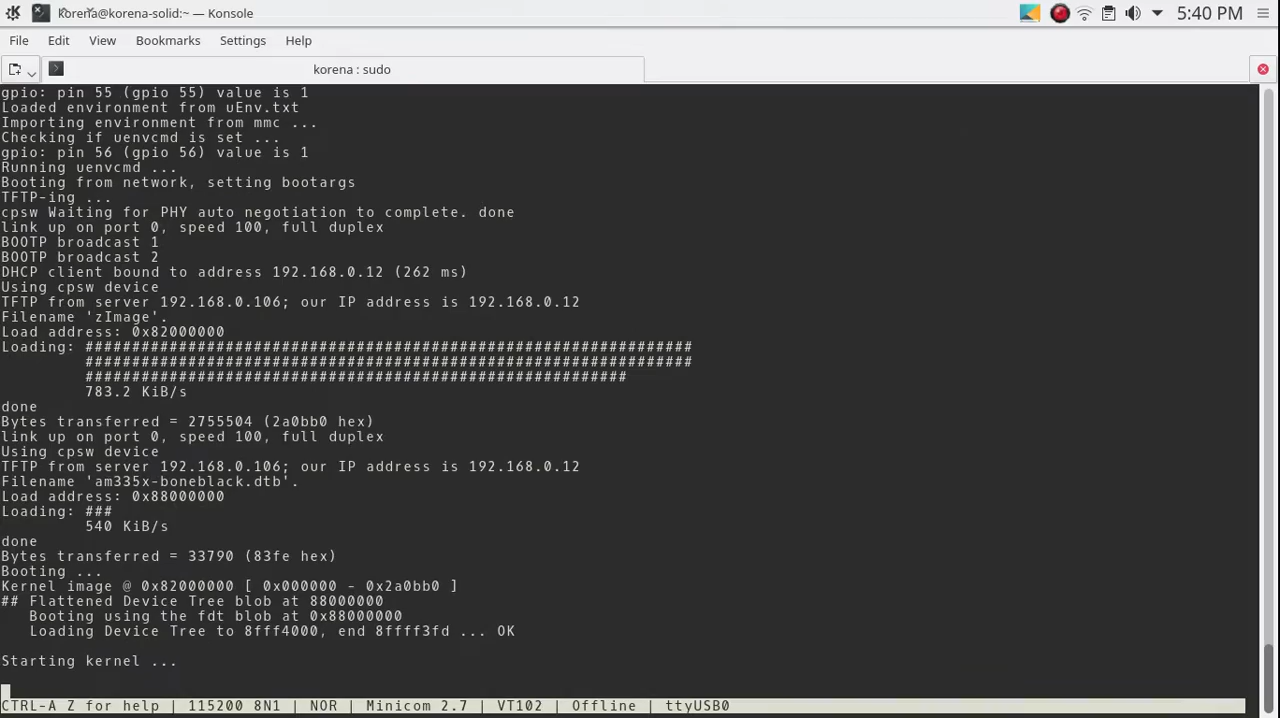 korena@korena-solid:~ — Konsole
5:40 PM
File Edit View Bookmarks Settings Help
korena : sudo
gpio: pin 55 (gpio 55) value is 1
Loaded environment from uEnv.txt
Importing environment from mmc ...
Checking if uenvcmd is set ...
gpio: pin 56 (gpio 56) value is 1
Running uenvcmd ...
Booting from network, setting bootargs
TFTP-ing ...
cpsw Waiting for PHY auto negotiation to complete. done
link up on port 0, speed 100, full duplex
BOOTP broadcast 1
BOOTP broadcast 2
DHCP client bound to address 192.168.0.12 (262 ms)
Using cpsw device
TFTP from server 192.168.0.106; our IP address is 192.168.0.12
Filename 'zImage'.
Load address: 0x82000000
Loading: #################################################################
#################################################################
##########################################################
783.2 KiB/s
done
Bytes transferred = 2755504 (2a0bb0 hex)
link up on port 0, speed 100, full duplex
Using cpsw device
TFTP from server 192.168.0.106; our IP address is 192.168.0.12
Filename 'am335x-boneblack.dtb'.
Load address: 0x88000000
Loading: ###
540 KiB/s
done
Bytes transferred = 33790 (83fe hex)
Booting ...
Kernel image @ 0x82000000 [ 0x000000 - 0x2a0bb0 ]
## Flattened Device Tree blob at 88000000
Booting using the fdt blob at 0x88000000
Loading Device Tree to 8fff4000, end 8ffff3fd ... OK
Starting kernel ...
CTRL-A Z for help | 115200 8N1 | NOR | Minicom 2.7 | VT102 | Offline | ttyUSB0